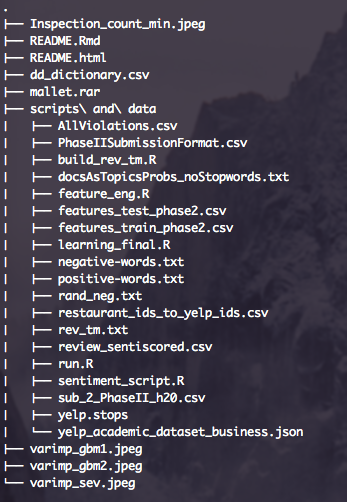 .
├── Inspection_count_min.jpeg
├── README.Rmd
├── README.html
├── dd_dictionary.csv
├── mallet.rar
├── scripts\ and\ data
│   ├── AllViolations.csv
│   ├── PhaseIISubmissionFormat.csv
│   ├── build_rev_tm.R
│   ├── docsAsTopicsProbs_noStopwords.txt
│   ├── feature_eng.R
│   ├── features_test_phase2.csv
│   ├── features_train_phase2.csv
│   ├── learning_final.R
│   ├── negative-words.txt
│   ├── positive-words.txt
│   ├── rand_neg.txt
│   ├── restaurant_ids_to_yelp_ids.csv
│   ├── rev_tm.txt
│   ├── review_sentiscored.csv
│   ├── run.R
│   ├── sentiment_script.R
│   ├── sub_2_PhaseII_h20.csv
│   ├── yelp.stops
│   └── yelp_academic_dataset_business.json
├── varimp_gbm1.jpeg
├── varimp_gbm2.jpeg
└── varimp_sev.jpeg